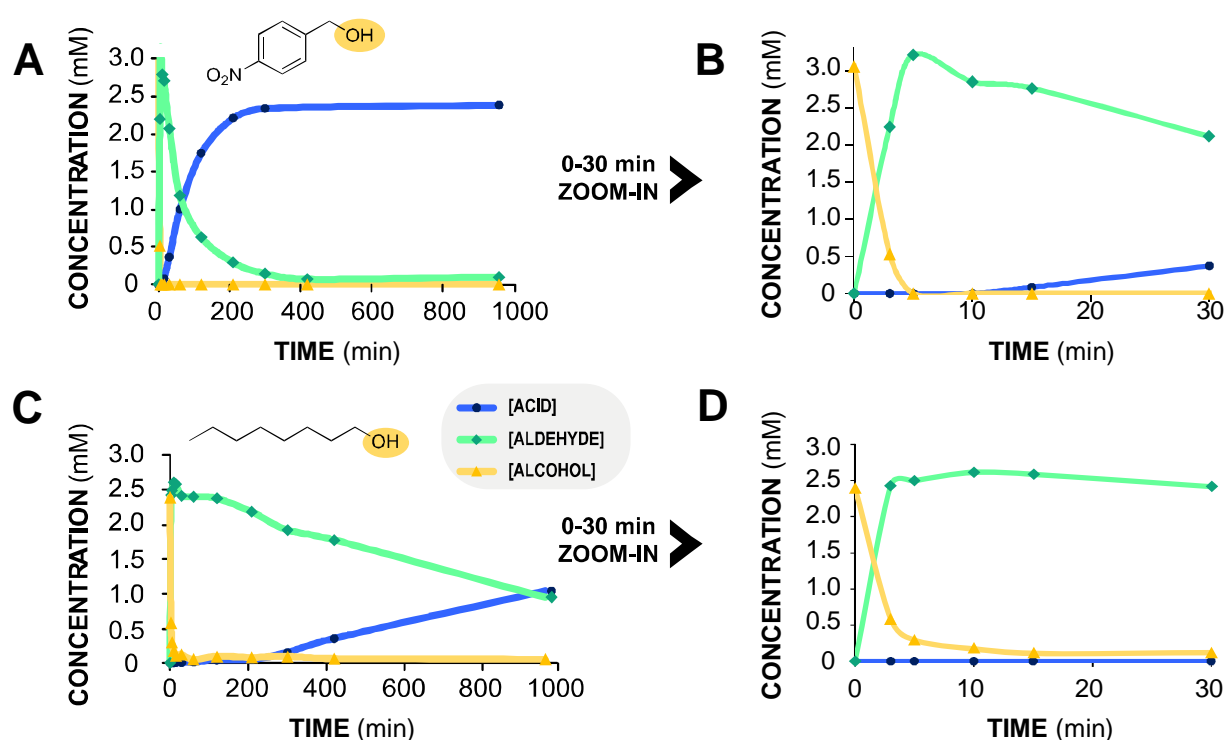 A
OH
O₂N
CONCENTRATION (mM)
3.0
2.5
2.0
1.5
1.0
0.5
0
0 200 400 600 800 1000
TIME (min)
0-30 min
ZOOM-IN
B
CONCENTRATION (mM)
3.0
2.5
2.0
1.5
1.0
0.5
0
0 10 20 30
TIME (min)
C
OH
[ACID]
[ALDEHYDE]
[ALCOHOL]
CONCENTRATION (mM)
3.0
2.5
2.0
1.5
1.0
0.5
0
0 200 400 600 800 1000
TIME (min)
0-30 min
ZOOM-IN
D
CONCENTRATION (mM)
3.0
2.5
2.0
1.5
1.0
0.5
0
0 10 20 30
TIME (min)